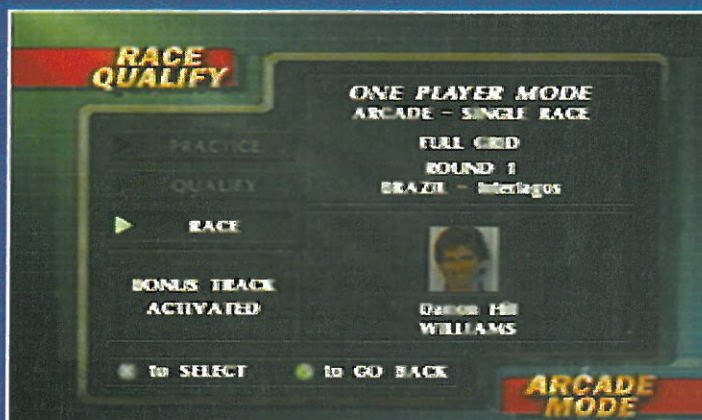 RACE
QUALIFY
ONE PLAYER MODE
ARCADE - SINGLE RACE
FULL GRID
ROUND 1
BRAZIL - Interlagos
PRACTICE
QUALIFY
RACE
BONUS TRACK
ACTIVATED
Damon Hill
WILLIAMS
to SELECT
to GO BACK
ARCADE
MODE